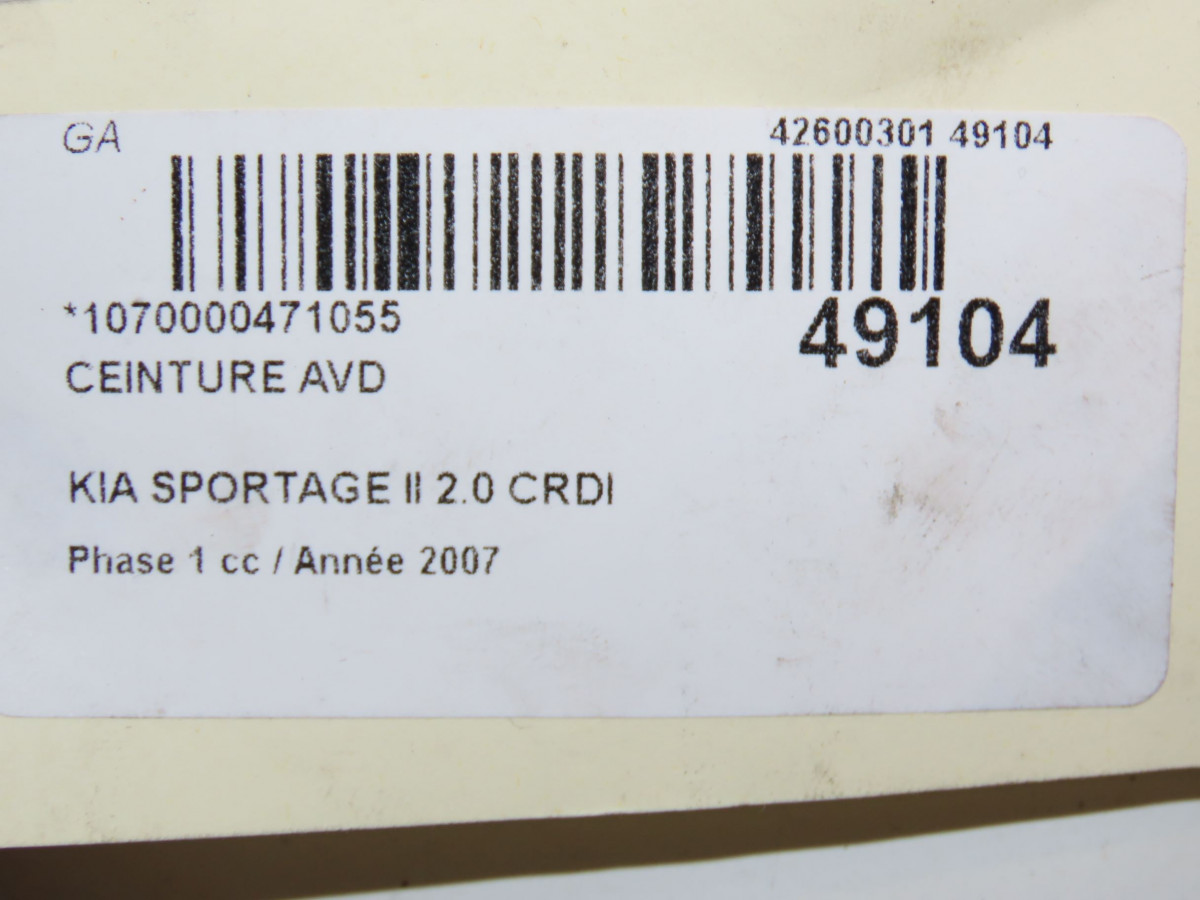 GA 42600301 49104
*1070000471055 49104
CEINTURE AVD
KIA SPORTAGE II 2.0 CRDI
Phase 1 cc / Année 2007